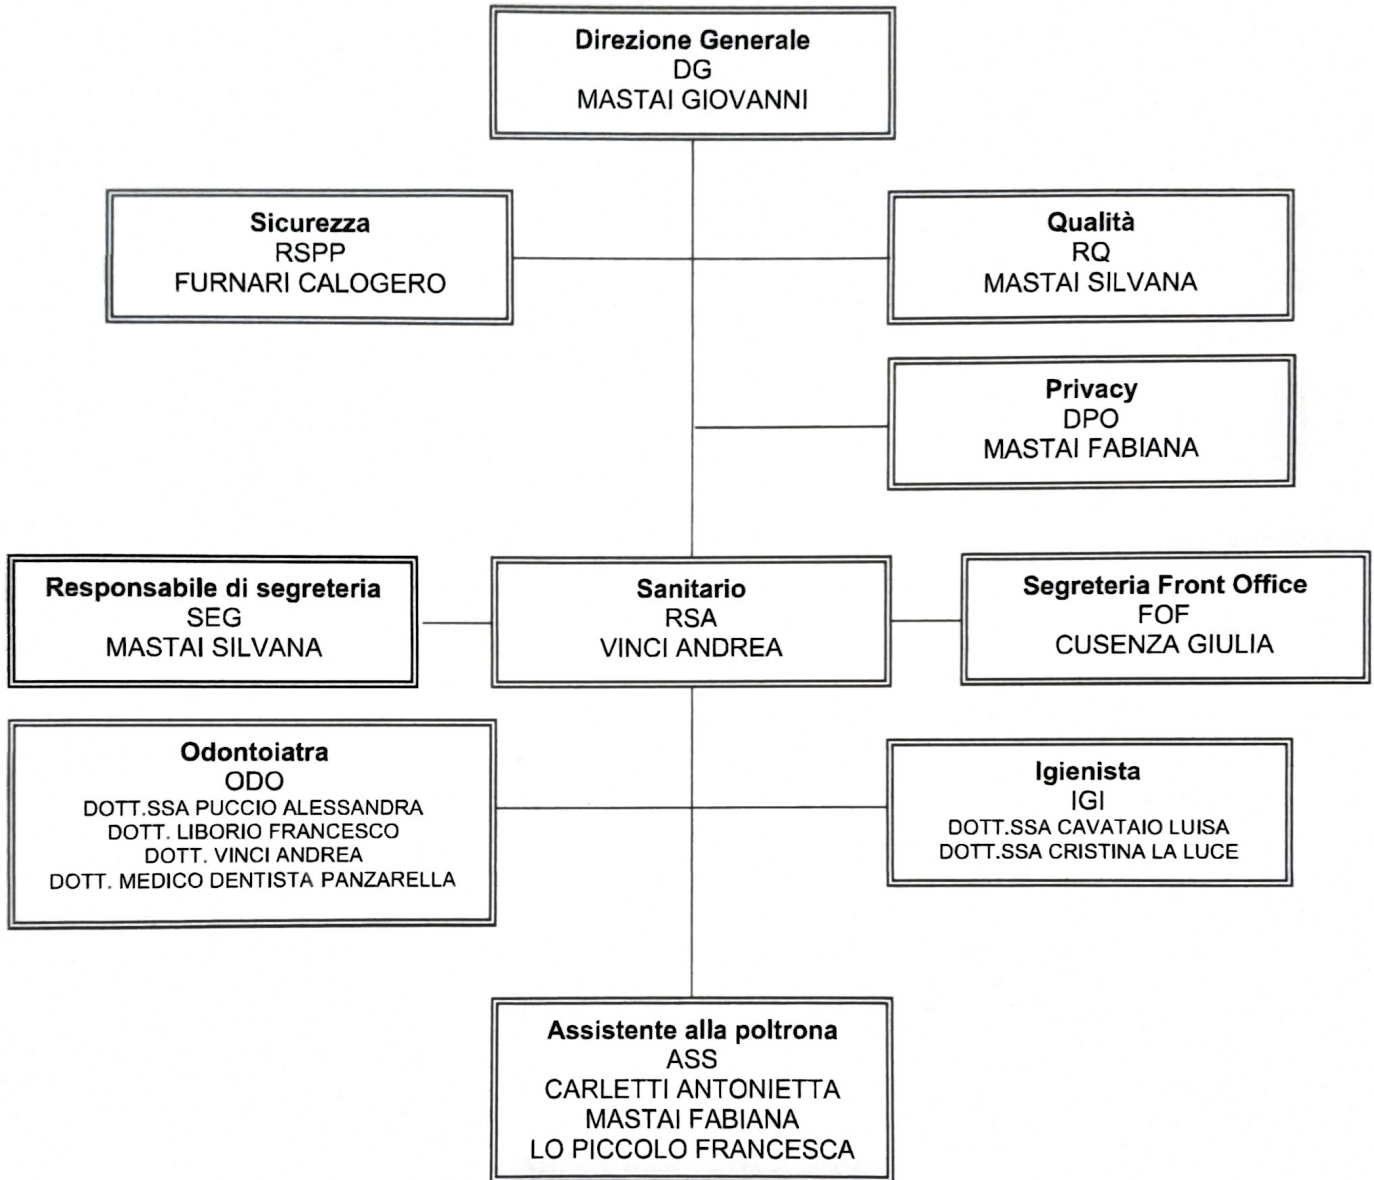 Direzione Generale
DG
MASTAI GIOVANNI
Sicurezza
RSPP
FURNARI CALOGERO
Qualità
RQ
MASTAI SILVANA
Privacy
DPO
MASTAI FABIANA
Responsabile di segreteria
SEG
MASTAI SILVANA
Sanitario
RSA
VINCI ANDREA
Segreteria Front Office
FOF
CUSENZA GIULIA
Odontoiatra
ODO
DOTT.SSA PUCCIO ALESSANDRA
DOTT. LIBORIO FRANCESCO
DOTT. VINCI ANDREA
DOTT. MEDICO DENTISTA PANZARELLA
Igienista
IGI
DOTT.SSA CAVATAIO LUISA
DOTT.SSA CRISTINA LA LUCE
Assistente alla poltrona
ASS
CARLETTI ANTONIETTA
MASTAI FABIANA
LO PICCOLO FRANCESCA